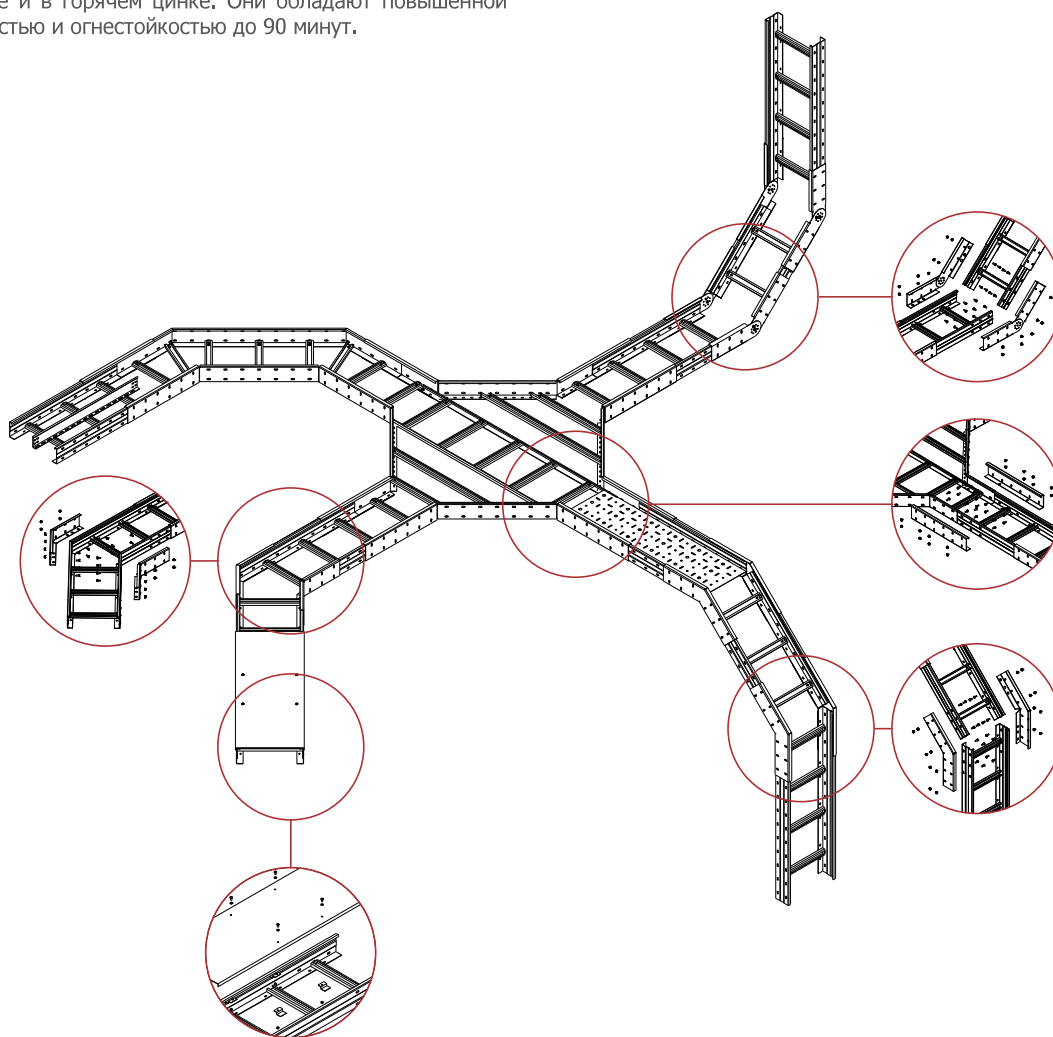 е и в горячем цинке. Они обладают повышенной
стью и огнестойкостью до 90 минут.